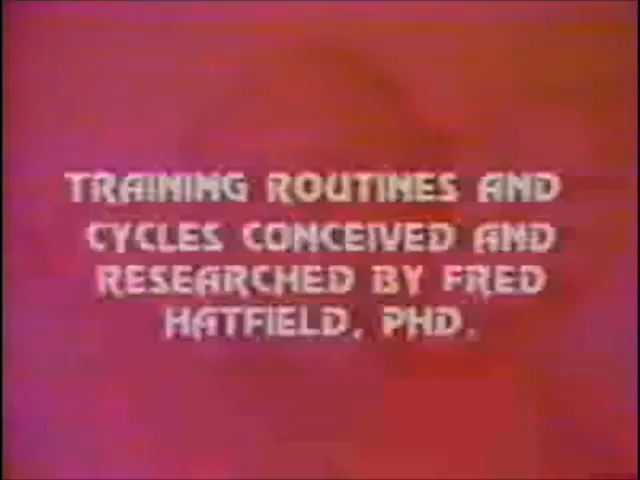 TRAINING ROUTINES AND
CYCLES CONCEIVED AND
RESEARCHED BY FRED
HATFIELD, PHD.